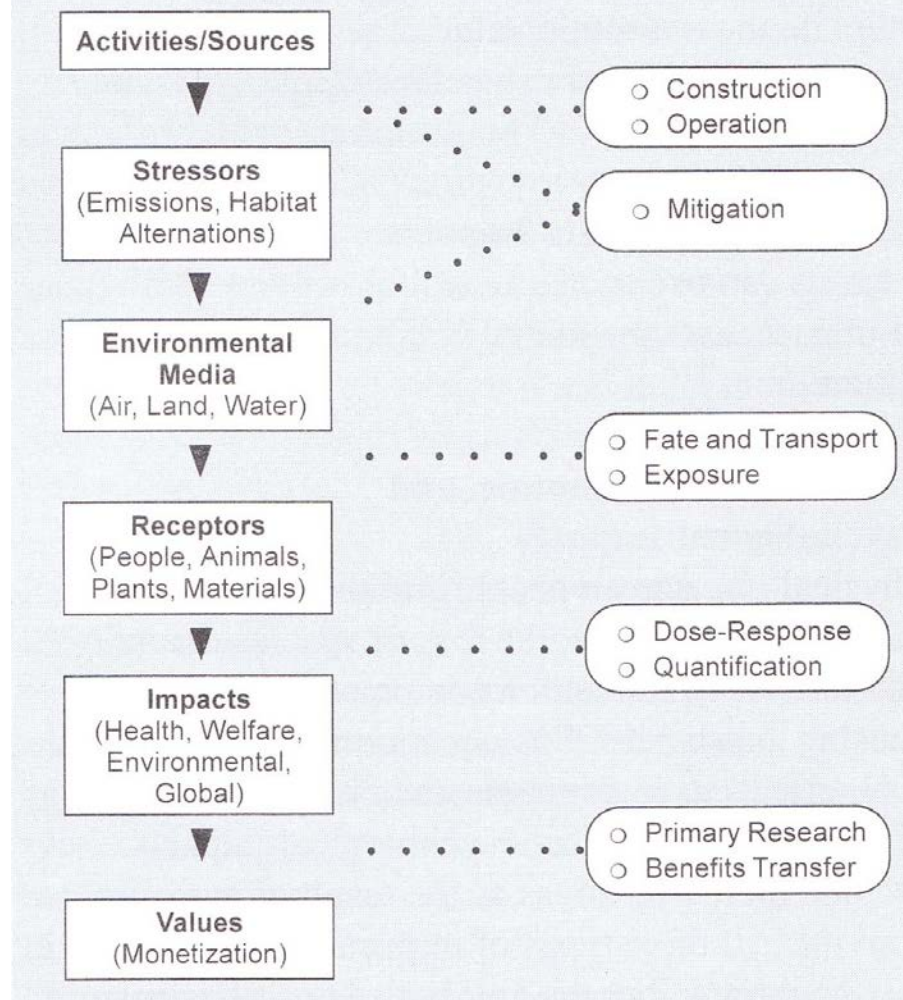 Activities/Sources
Construction
Operation
Stressors
(Emissions, Habitat
Alternations)
Mitigation
Environmental
Media
(Air, Land, Water)
Fate and Transport
Exposure
Receptors
(People, Animals,
Plants, Materials)
Dose-Response
Quantification
Impacts
(Health, Welfare,
Environmental,
Global)
Primary Research
Benefits Transfer
Values
(Monetization)